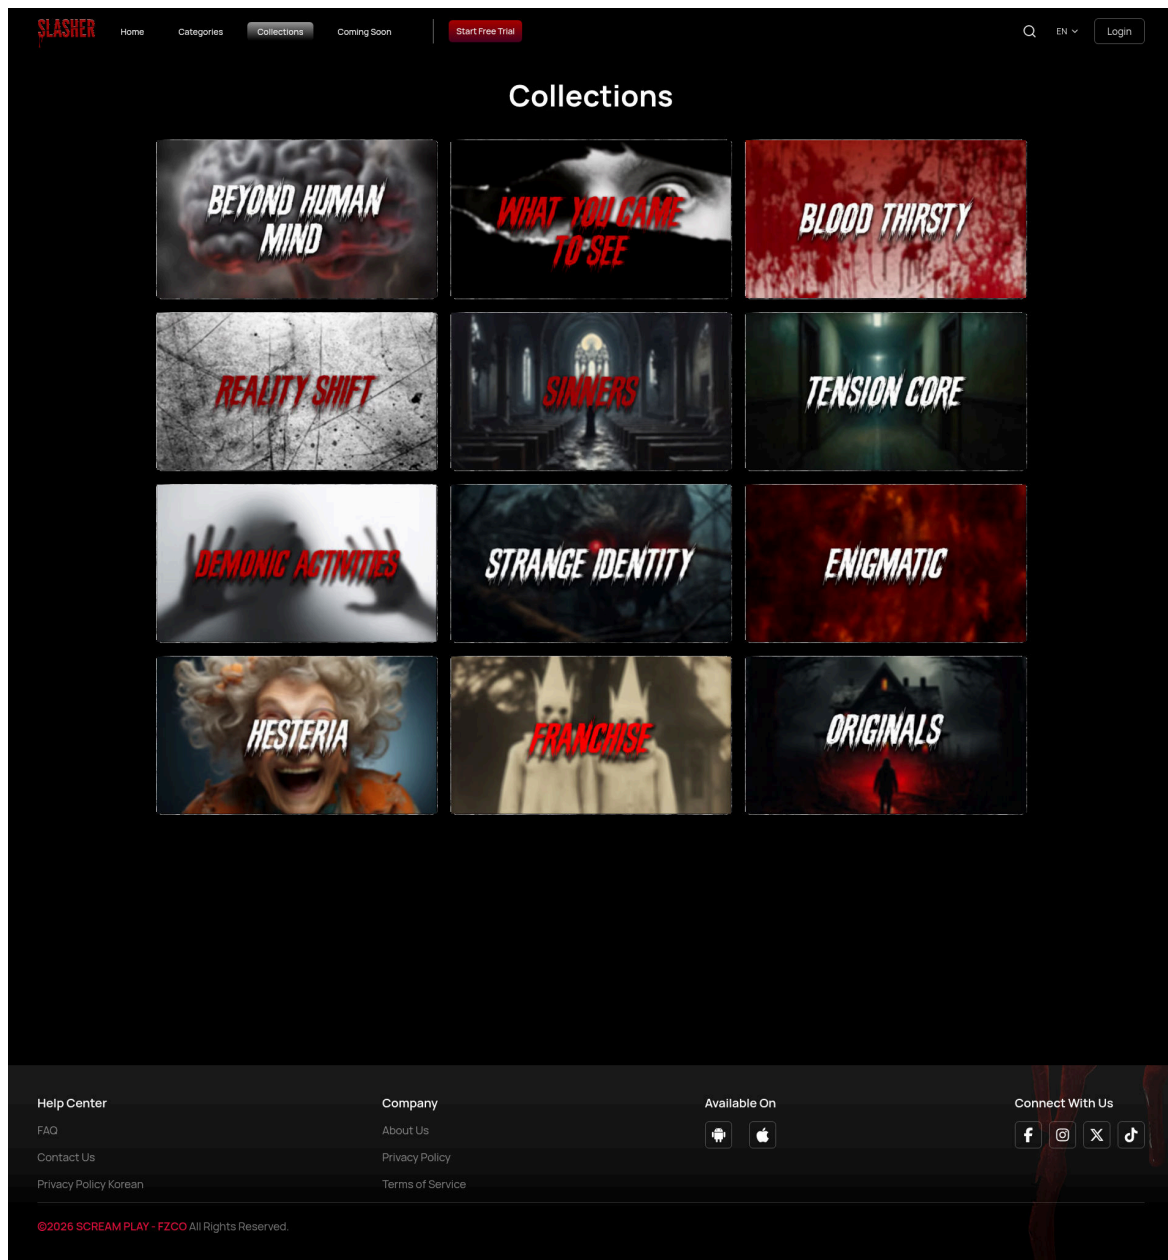 SLASHER
Home
Categories
Collections
Coming Soon
Start Free Trial
EN
Login
Collections
BEYOND HUMAN
MIND
WHAT YOU CAME
TO SEE
BLOOD THIRSTY
REALITY SHIFT
SINNERS
TENSION CORE
DEMONIC ACTIVITIES
STRANGE IDENTITY
ENIGMATIC
HESTERIA
FRANCHISE
ORIGINALS
Help Center
FAQ
Contact Us
Privacy Policy Korean
Company
About Us
Privacy Policy
Terms of Service
Available On
Connect With Us
©2026 SCREAM PLAY - FZCO All Rights Reserved.